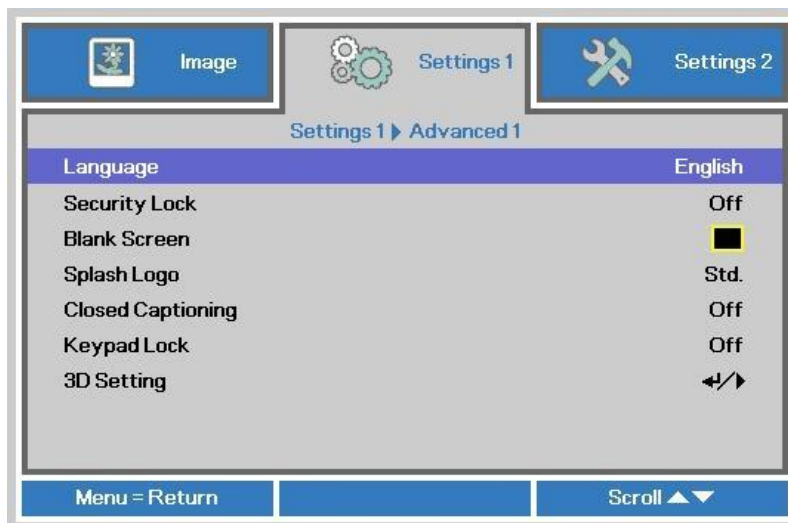 Image Settings 1 Settings 2
Settings 1 ▶ Advanced 1
Language English
Security Lock Off
Blank Screen
Splash Logo Std.
Closed Captioning Off
Keypad Lock Off
3D Setting ↵/▶
Menu = Return Scroll ▲▼